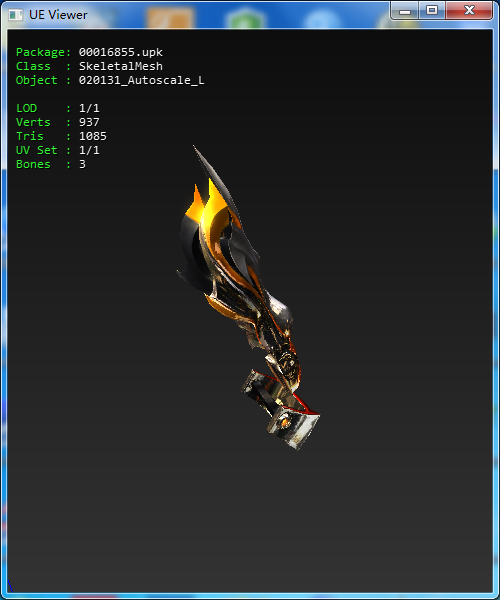 UE Viewer
Package: 00016855.upk
Class : SkeletalMesh
Object : 020131_Autoscale_L
LOD : 1/1
Verts : 937
Tris : 1085
UV Set : 1/1
Bones : 3